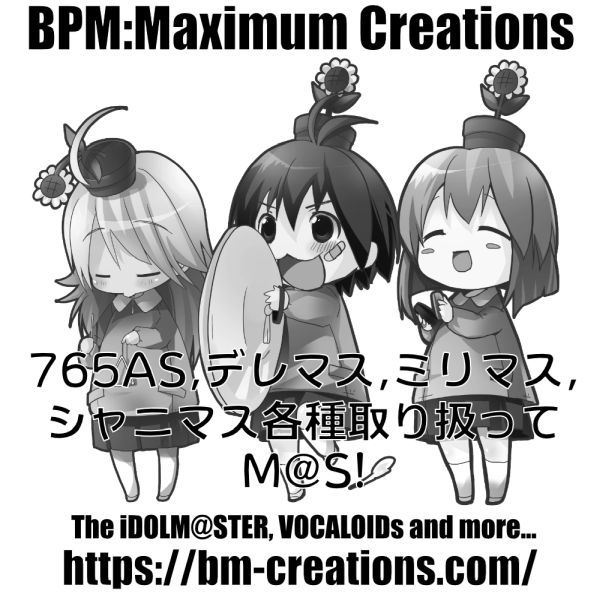 BPM:Maximum Creations
765AS,デレマス,ミリマス,
シャニマス各種取り扱って
M@S!
The iDOLM@STER, VOCALOIDs and more...
https://bm-creations.com/